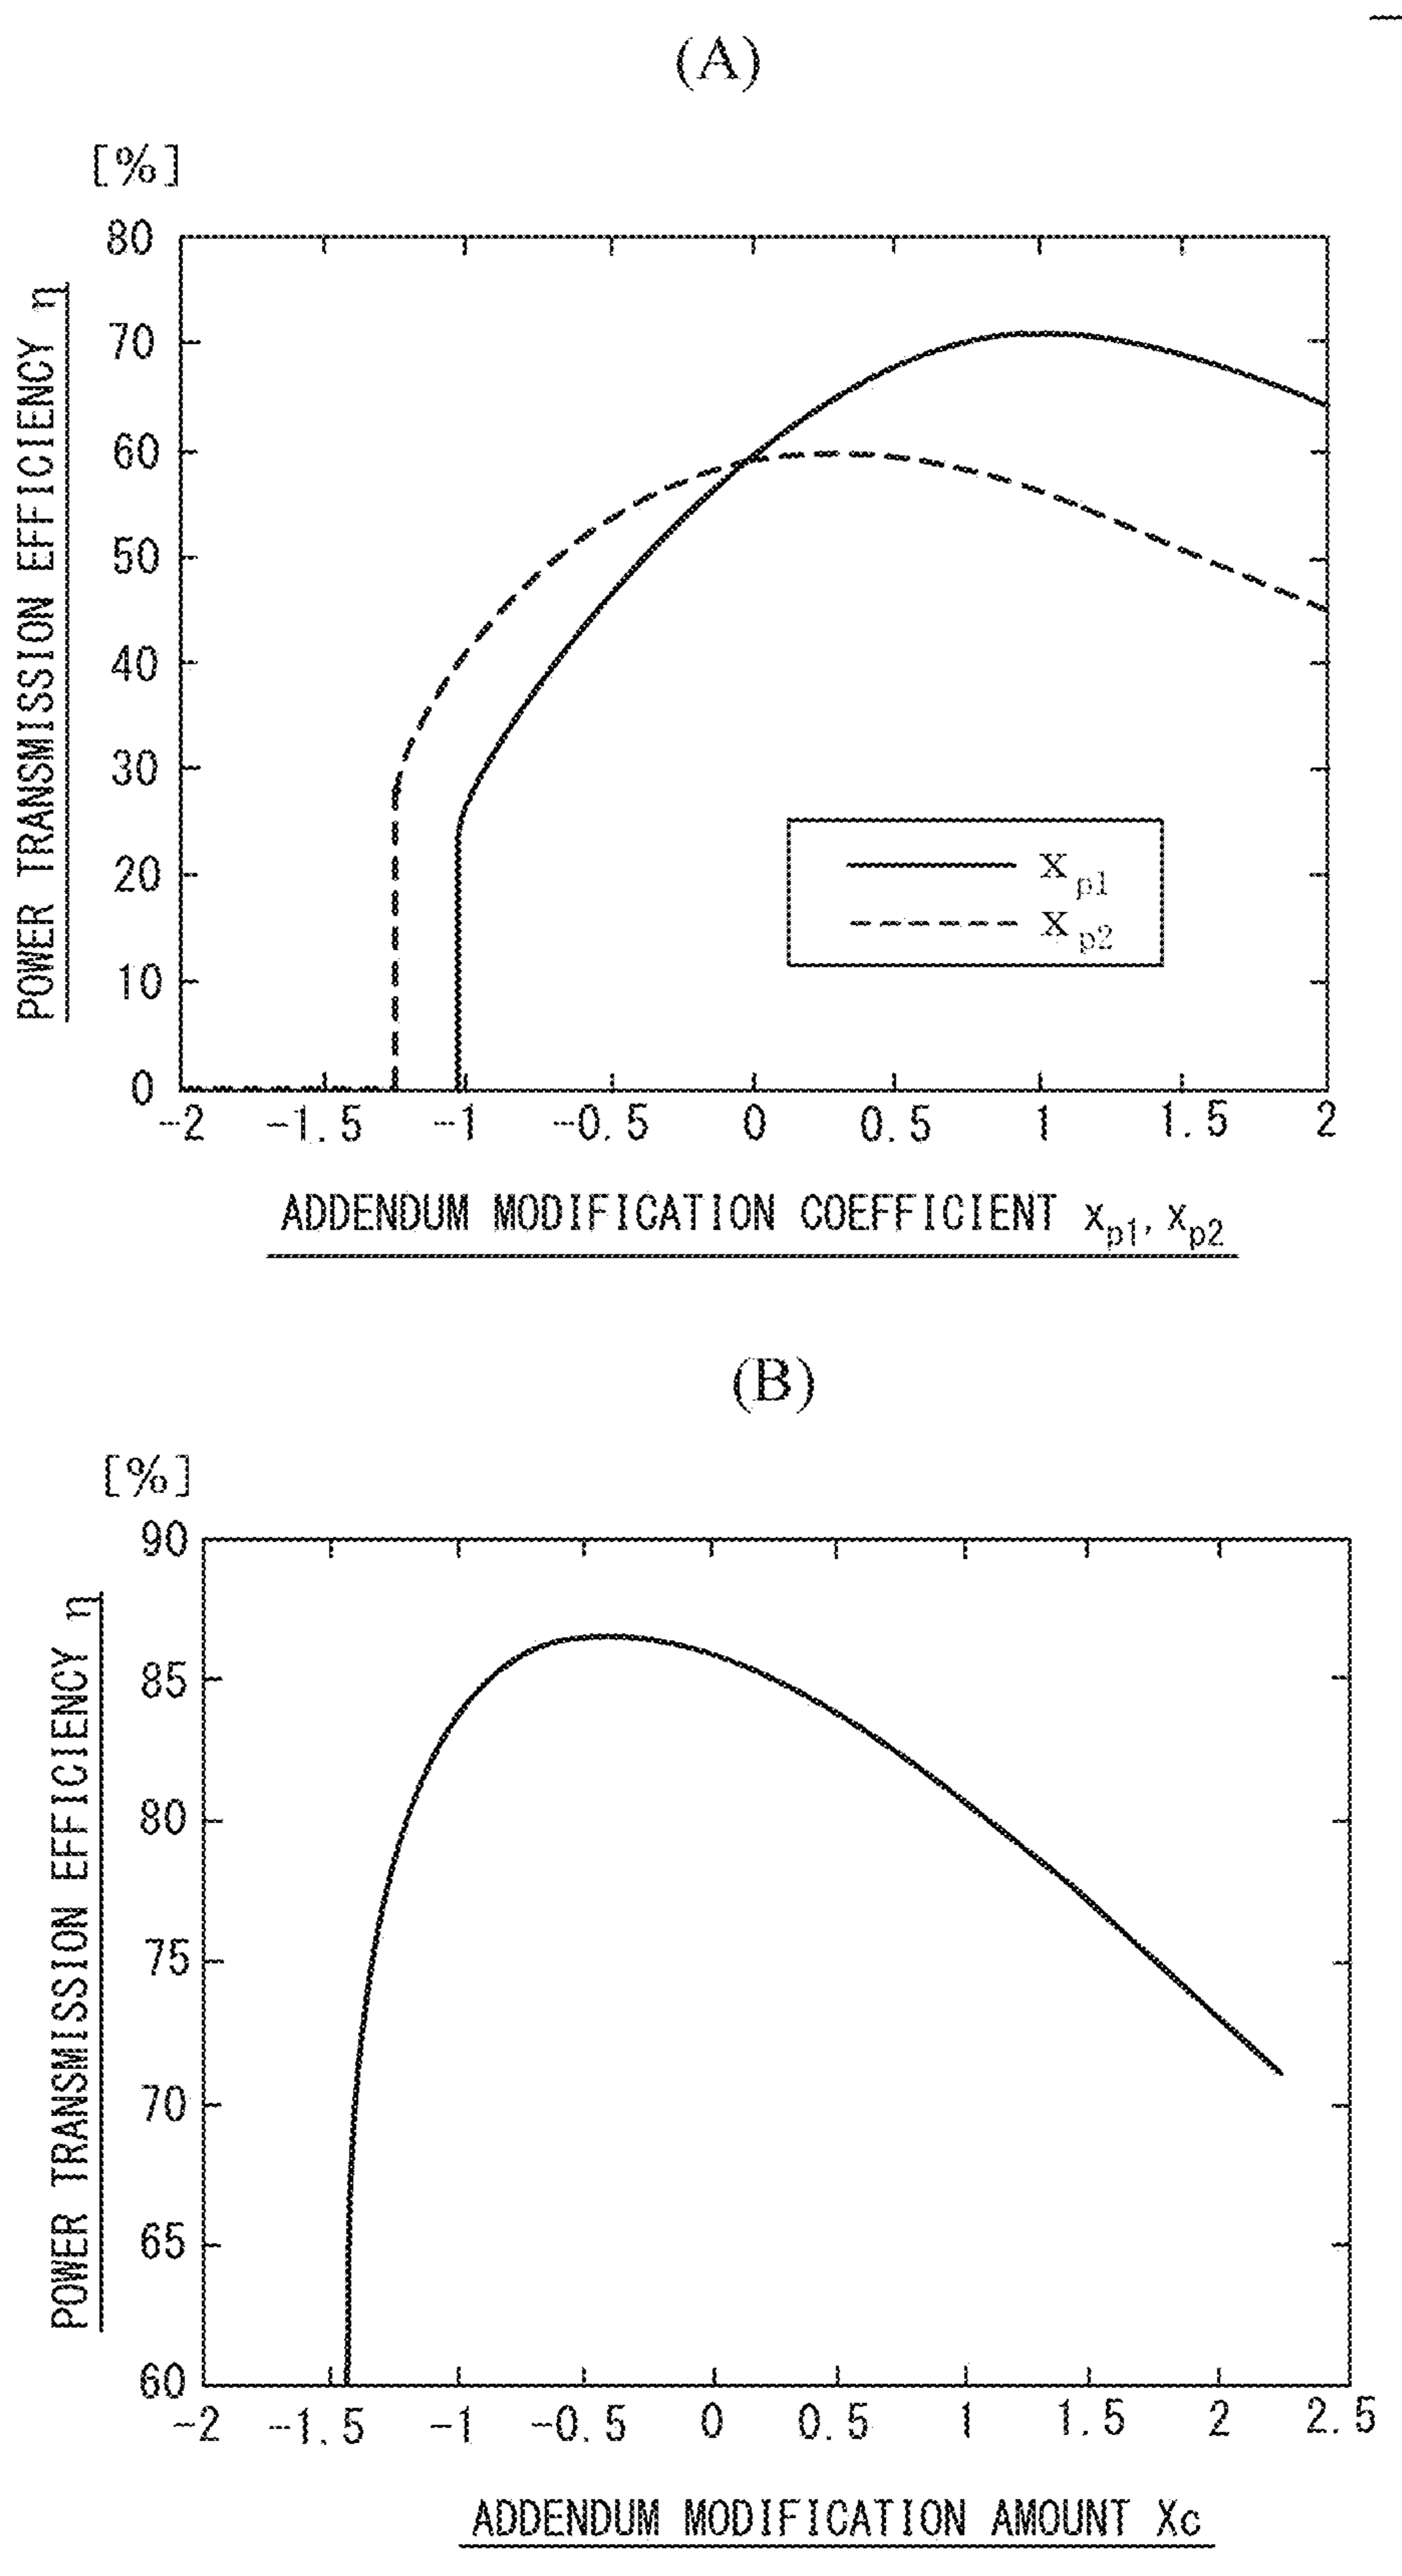 (A)
[%]
80
70
60
50
40
30
20
10
0
POWER TRANSMISSION EFFICIENCY η
-2 -1.5 -1 -0.5 0 0.5 1 1.5 2
x p1
x p2
ADDENDUM MODIFICATION COEFFICIENT xp1, xp2
(B)
[%]
90
85
80
75
70
65
60
POWER TRANSMISSION EFFICIENCY η
-2 -1.5 -1 -0.5 0 0.5 1 1.5 2 2.5
ADDENDUM MODIFICATION AMOUNT Xc